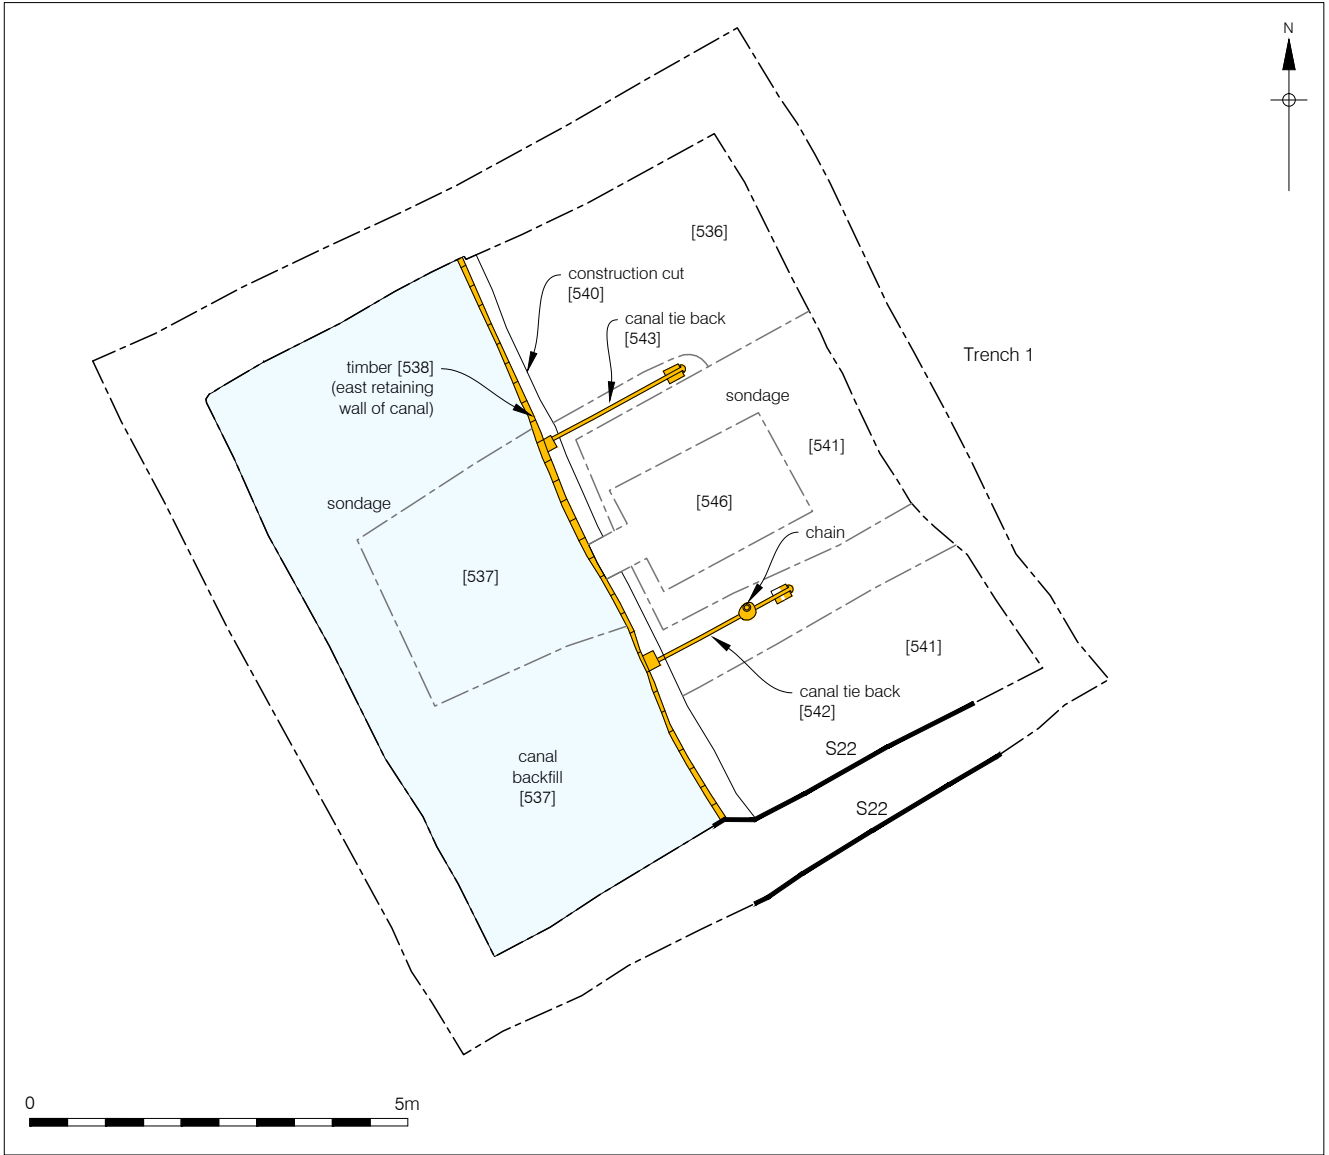 N
[536]
construction cut
[540]
canal tie back
[543]
Trench 1
timber [538]
(east retaining
wall of canal)
sondage
[541]
sondage
[546]
chain
[537]
[541]
canal tie back
[542]
S22
canal
backfill
[537]
S22
0
5m